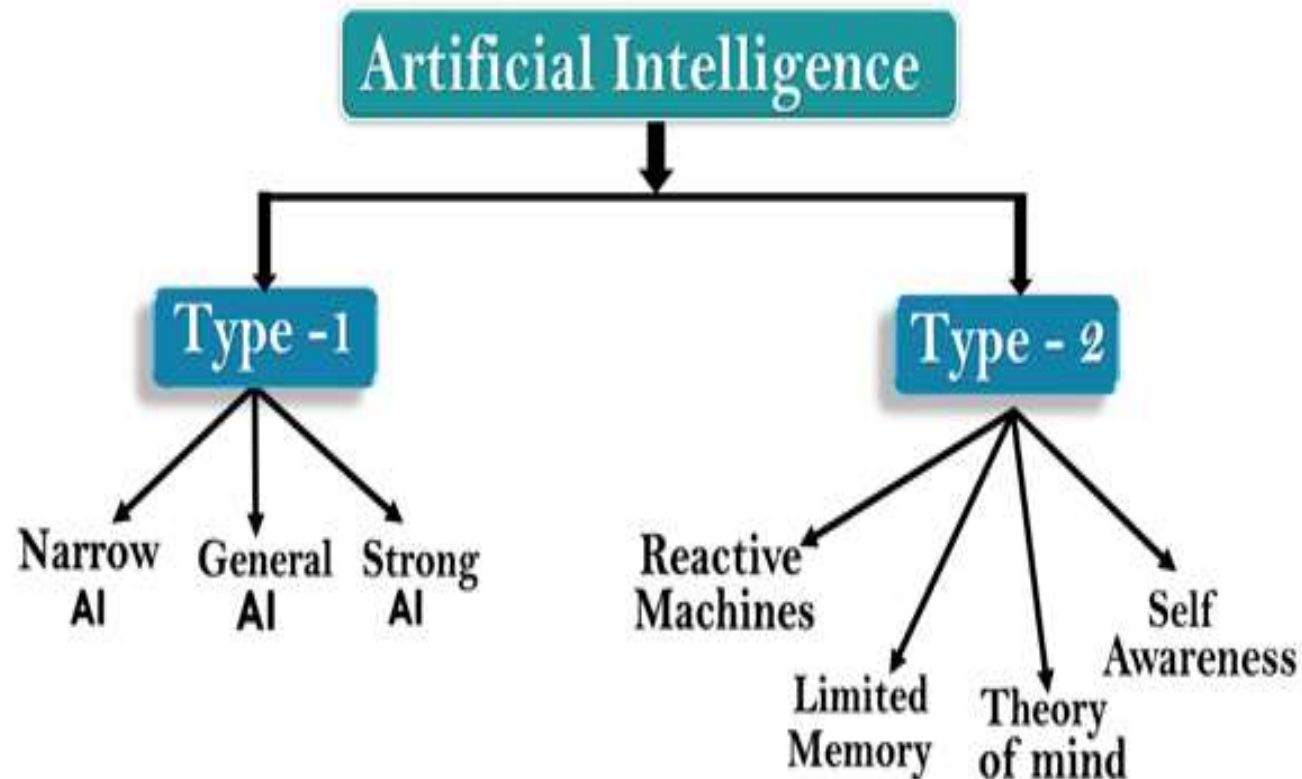 Artificial Intelligence
Type -1
Type - 2
Narrow
AI
General
AI
Strong
AI
Reactive
Machines
Limited
Memory
Theory
of mind
Self
Awareness